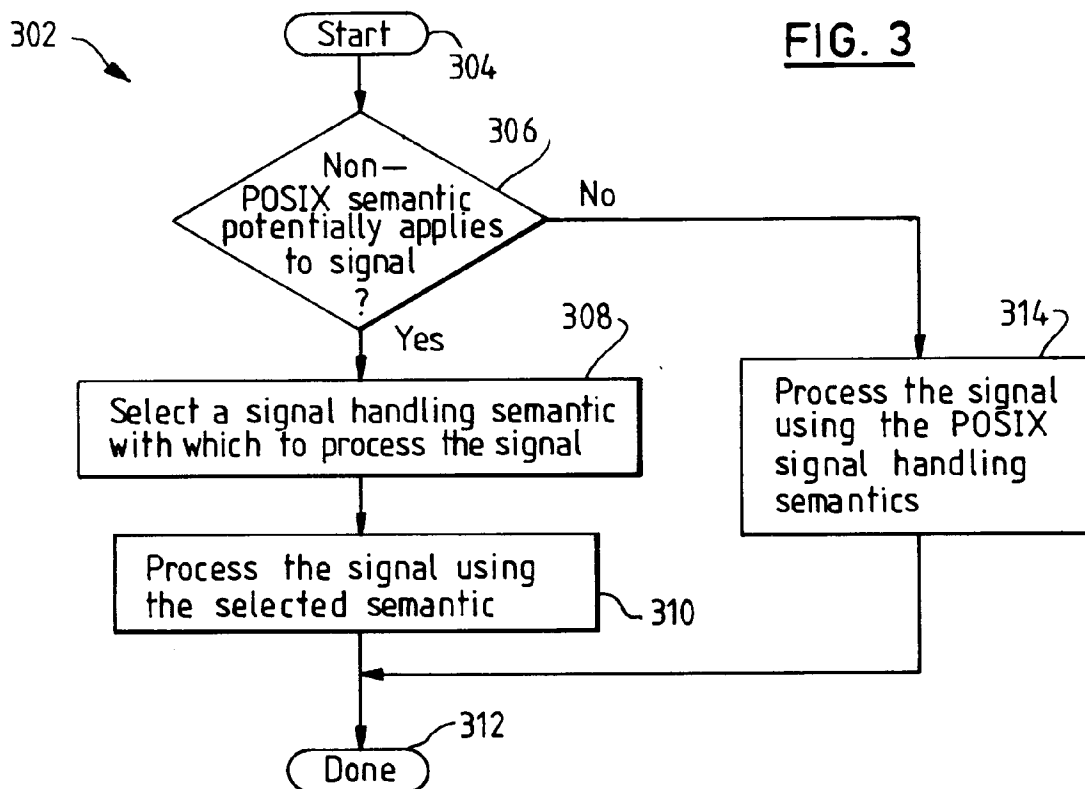 302
Start
304
FIG. 3
306
Non—
POSIX semantic
potentially applies
to signal
?
No
Yes
308
Select a signal handling semantic
with which to process the signal
314
Process the signal
using the POSIX
signal handling
semantics
Process the signal using
the selected semantic
310
312
Done